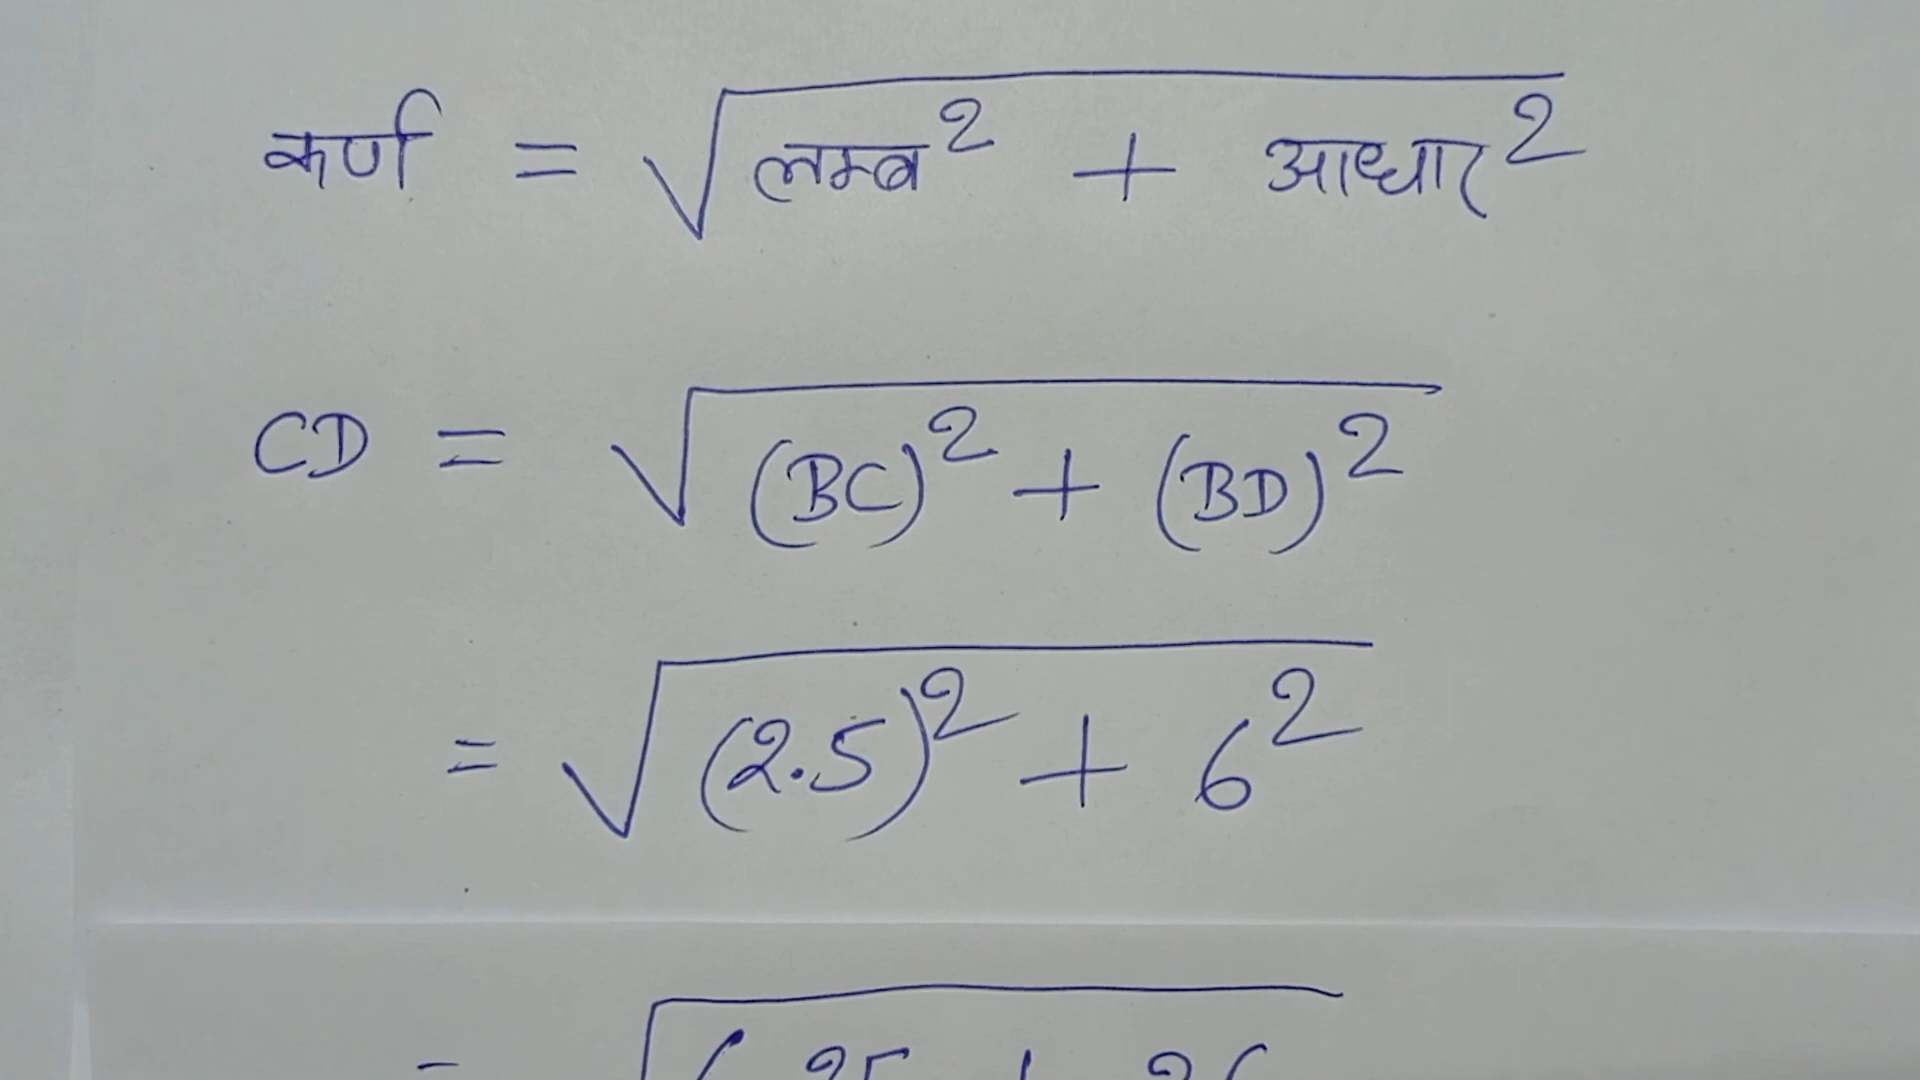 कर्ण = √लम्ब² + आधार²
CD = √(BC)² + (BD)²
= √(2.5)² + 6²